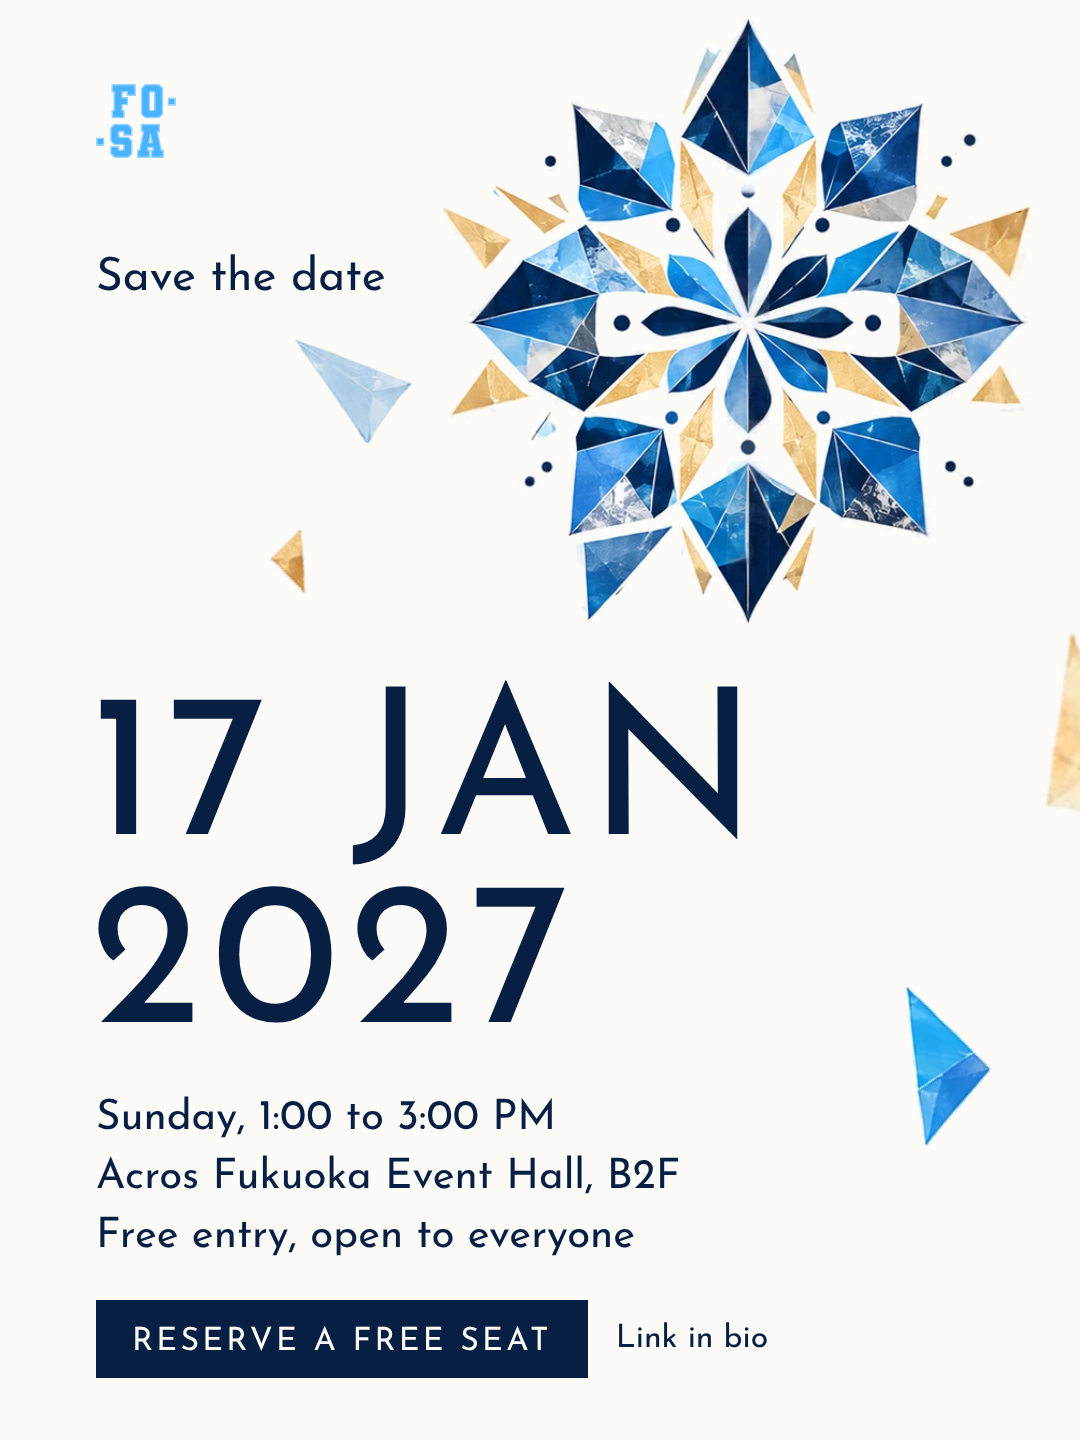 FO·
·SA
Save the date
17 JAN
2027
Sunday, 1:00 to 3:00 PM
Acros Fukuoka Event Hall, B2F
Free entry, open to everyone
RESERVE A FREE SEAT
Link in bio